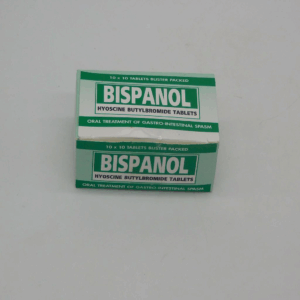 10 x 10 TABLETS BLISTER PACKED
BISPANOL
HYOSCINE BUTYLBROMIDE TABLETS
ORAL TREATMENT OF GASTRO-INTESTINAL SPASM
10 x 10 TABLETS BLISTER PACKED
BISPANOL
HYOSCINE BUTYLBROMIDE TABLETS
ORAL TREATMENT OF GASTRO-INTESTINAL SPASM